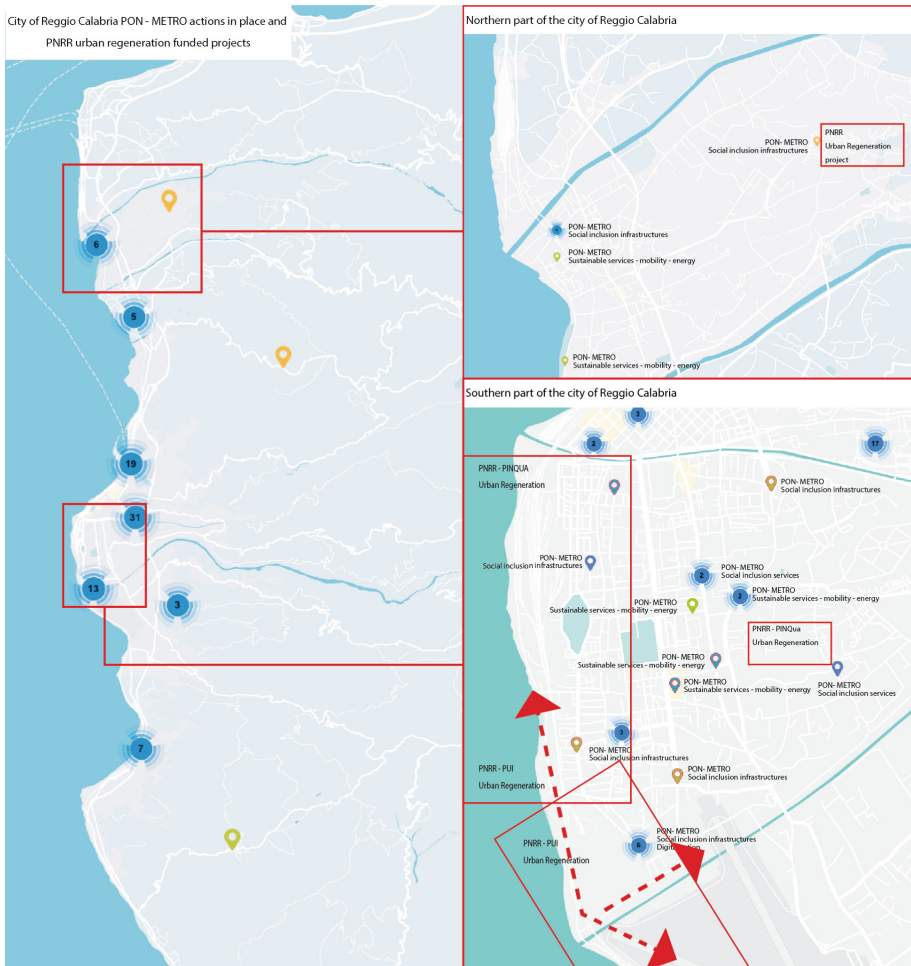 City of Reggio Calabria PON - METRO actions in place and
PNRR urban regeneration funded projects
6
5
19
31
13
3
7
Northern part of the city of Reggio Calabria
PON- METRO
Social inclusion infrastructures
PNRR
Urban Regeneration
project
PON- METRO
Social inclusion infrastructures
PON- METRO
Sustainable services - mobility - energy
PON- METRO
Sustainable services - mobility - energy
Southern part of the city of Reggio Calabria
3
2
17
PNRR - PINQUA
Urban Regeneration
PON- METRO
Social inclusion infrastructures
PON- METRO
Social inclusion infrastructures
2
PON- METRO
Social inclusion services
2
PON- METRO
Sustainable services - mobility - energy
PON- METRO
Sustainable services - mobility - energy
PNRR - PINQua
Urban Regeneration
PON- METRO
Sustainable services - mobility - energy
PON- METRO
Social inclusion services
PON- METRO
Sustainable services - mobility - energy
3
PON- METRO
Social inclusion infrastructures
PNRR - PUI
Urban Regeneration
PON- METRO
Social inclusion infrastructures
PNRR - PUI
Urban Regeneration
6
PON- METRO
Social inclusion infrastructures